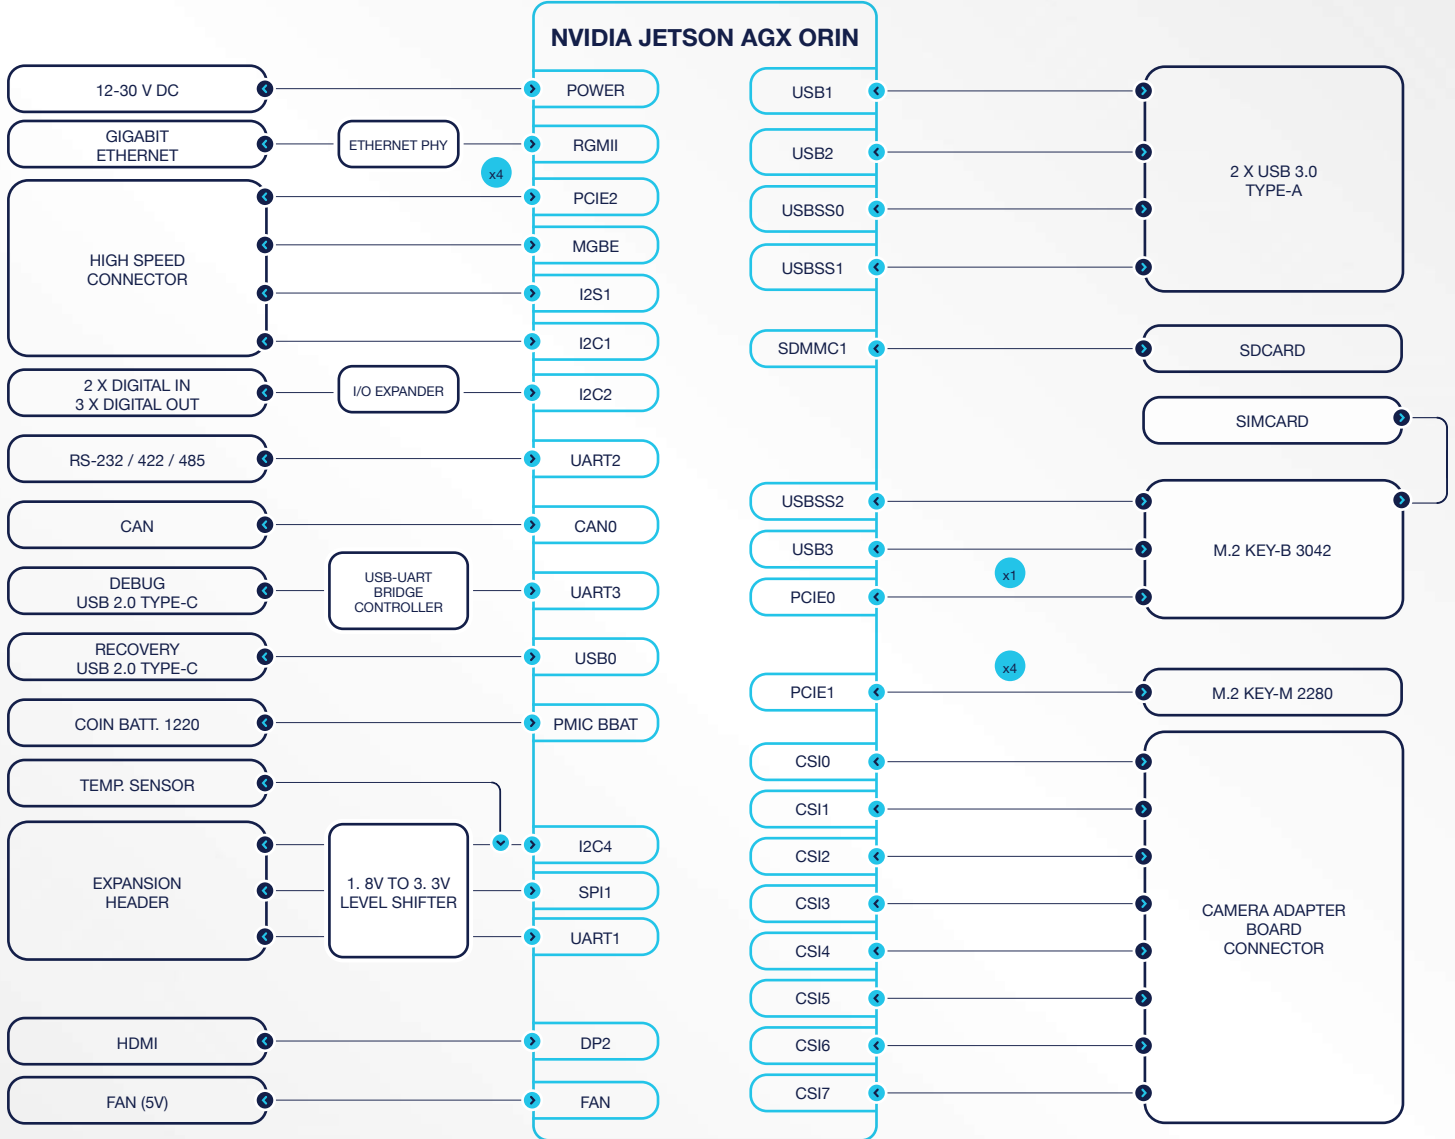 NVIDIA JETSON AGX ORIN
12-30 V DC
POWER
GIGABIT
ETHERNET
ETHERNET PHY
RGMII
x4
HIGH SPEED
CONNECTOR
PCIE2
MGBE
I2S1
I2C1
2 X DIGITAL IN
3 X DIGITAL OUT
I/O EXPANDER
I2C2
RS-232 / 422 / 485
UART2
CAN
CAN0
DEBUG
USB 2.0 TYPE-C
USB-UART
BRIDGE
CONTROLLER
UART3
RECOVERY
USB 2.0 TYPE-C
USB0
COIN BATT. 1220
PMIC BBAT
TEMP. SENSOR
EXPANSION
HEADER
1. 8V TO 3. 3V
LEVEL SHIFTER
I2C4
SPI1
UART1
HDMI
DP2
FAN (5V)
FAN
USB1
USB2
USBSS0
USBSS1
2 X USB 3.0
TYPE-A
SDMMC1
SDCARD
SIMCARD
USBSS2
USB3
PCIE0
x1
M.2 KEY-B 3042
x4
PCIE1
M.2 KEY-M 2280
CSI0
CSI1
CSI2
CSI3
CSI4
CSI5
CSI6
CSI7
CAMERA ADAPTER
BOARD
CONNECTOR